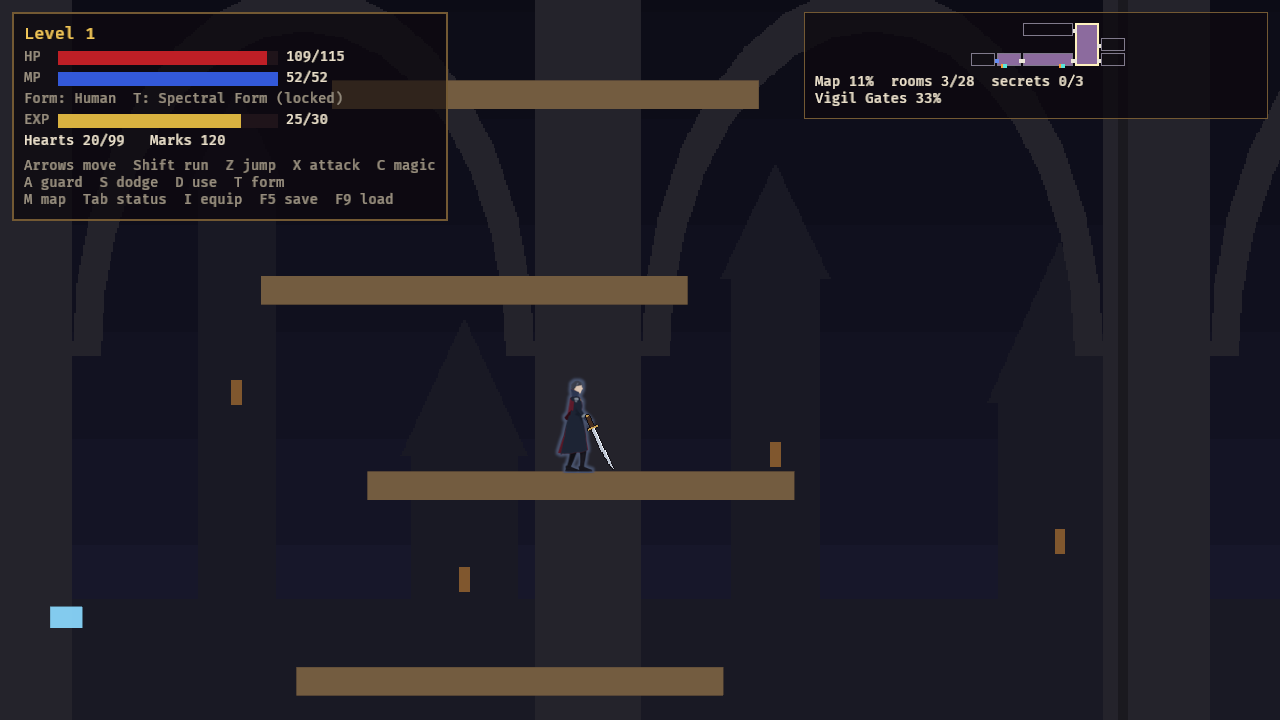 Level 1
HP 109/115
MP 52/52
Form: Human T: Spectral Form (locked)
EXP 25/30
Hearts 20/99 Marks 120
Arrows move Shift run Z jump X attack C magic
A guard S dodge D use T form
M map Tab status I equip F5 save F9 load
Map 11% rooms 3/28 secrets 0/3
Vigil Gates 33%